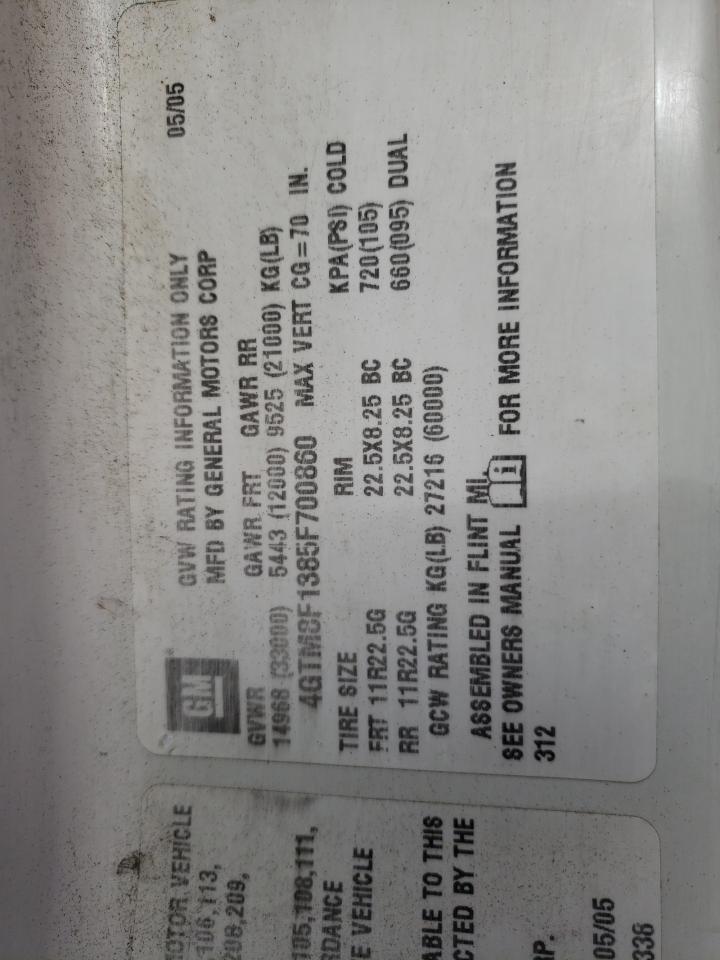 GM
GVW RATING INFORMATION ONLY 05/05
MFD BY GENERAL MOTORS CORP
GVWR GAWR FRT GAWR RR
14968 (33000) 5443 (12000) 9525 (21000) KG(LB)
4GTM8F1385F700860 MAX VERT CG=70 IN.
TIRE SIZE RIM KPA(PSI) COLD
FRT 11R22.5G 22.5X8.25 BC 720(105)
RR 11R22.5G 22.5X8.25 BC 660(095) DUAL
GCW RATING KG(LB) 27216 (60000)
ASSEMBLED IN FLINT MI
SEE OWNERS MANUAL i FOR MORE INFORMATION
312
MOTOR VEHICLE
106,113,
208,209,
105,108,111,
RDANCE
E VEHICLE
ABLE TO THIS
CTED BY THE
RP.
05/05
336